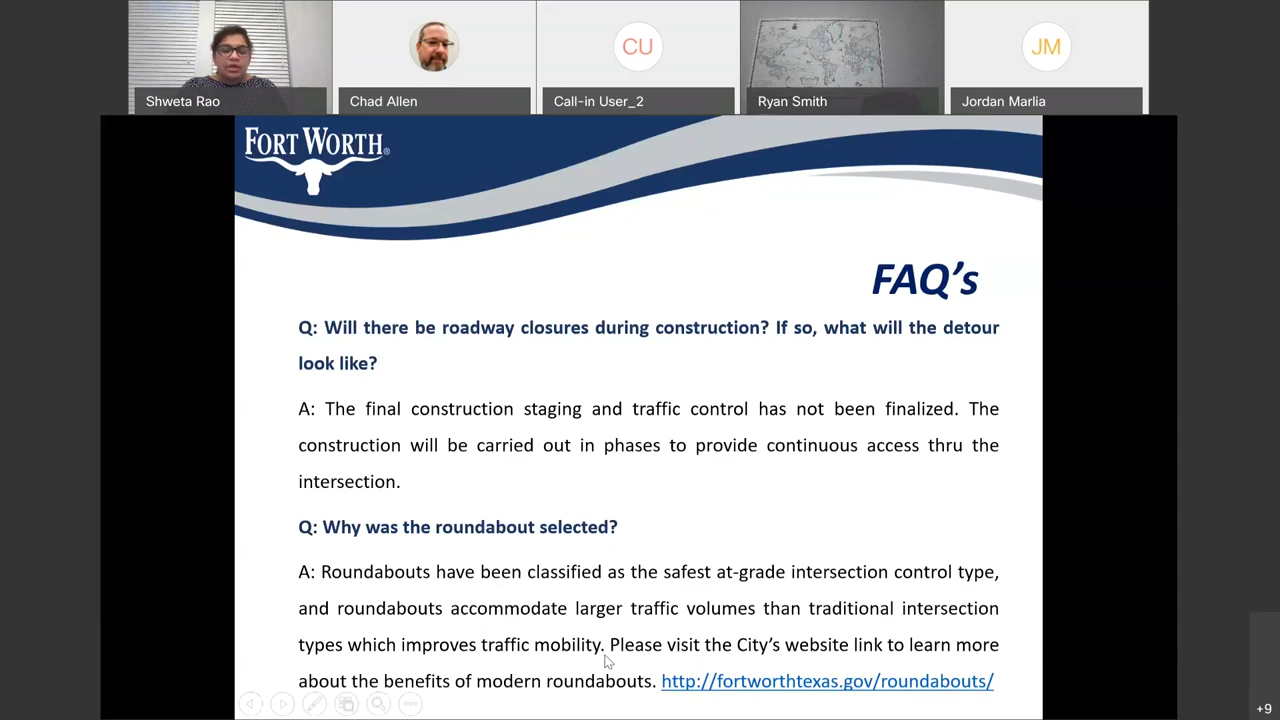 CU
JM
Shweta Rao
Chad Allen
Call-in User_2
Ryan Smith
Jordan Marlia
FORT WORTH®
FAQ's
Q: Will there be roadway closures during construction? If so, what will the detour
look like?
A: The final construction staging and traffic control has not been finalized. The
construction will be carried out in phases to provide continuous access thru the
intersection.
Q: Why was the roundabout selected?
A: Roundabouts have been classified as the safest at-grade intersection control type,
and roundabouts accommodate larger traffic volumes than traditional intersection
types which improves traffic mobility. Please visit the City's website link to learn more
about the benefits of modern roundabouts. http://fortworthtexas.gov/roundabouts/
+9